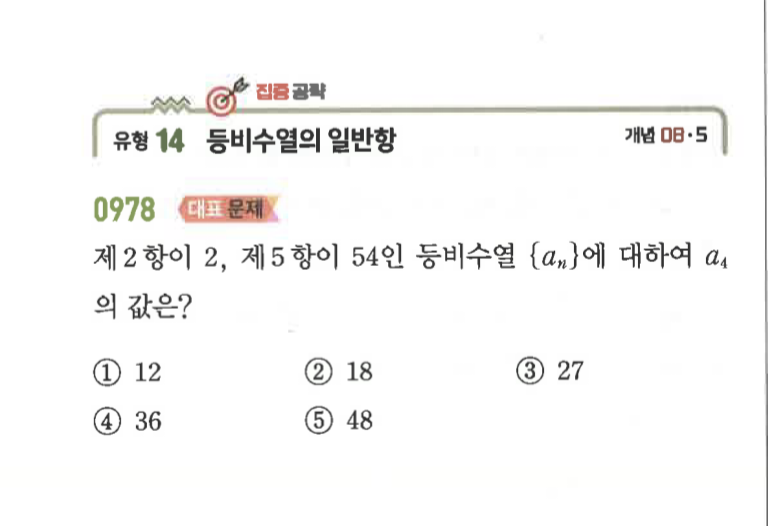 집중 공략
유형 14 등비수열의 일반항 개념 08·5
0978 대표 문제
제2항이 2, 제5항이 54인 등비수열 {aₙ}에 대하여 a₄
의 값은?
① 12 ② 18 ③ 27
④ 36 ⑤ 48